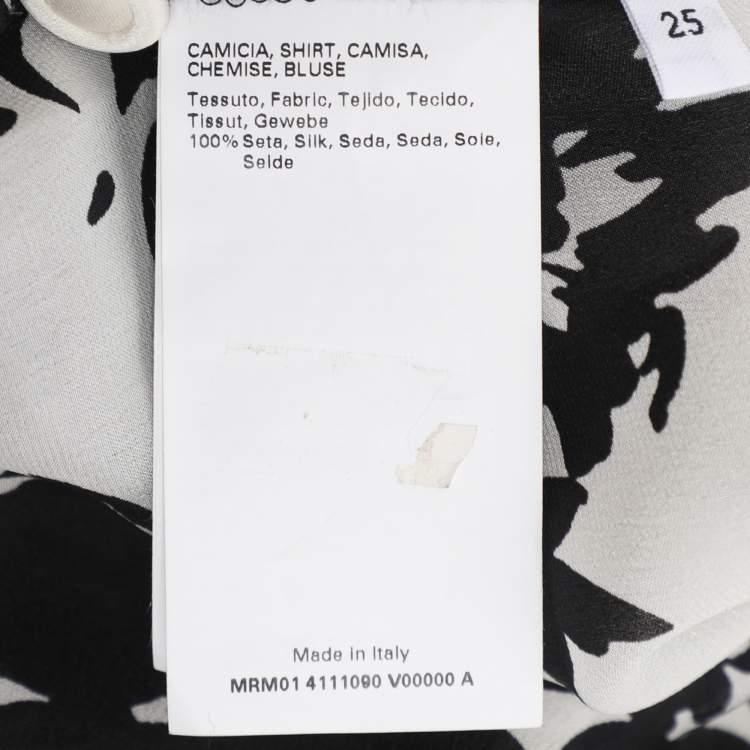 CAMICIA, SHIRT, CAMISA,
CHEMISE, BLUSE
Tessuto, Fabric, Tejido, Tecido,
Tissut, Gewebe
100% Seta, Silk, Seda, Seda, Soie,
Seide
Made in Italy
MRM01 4111090 V00000 A
25